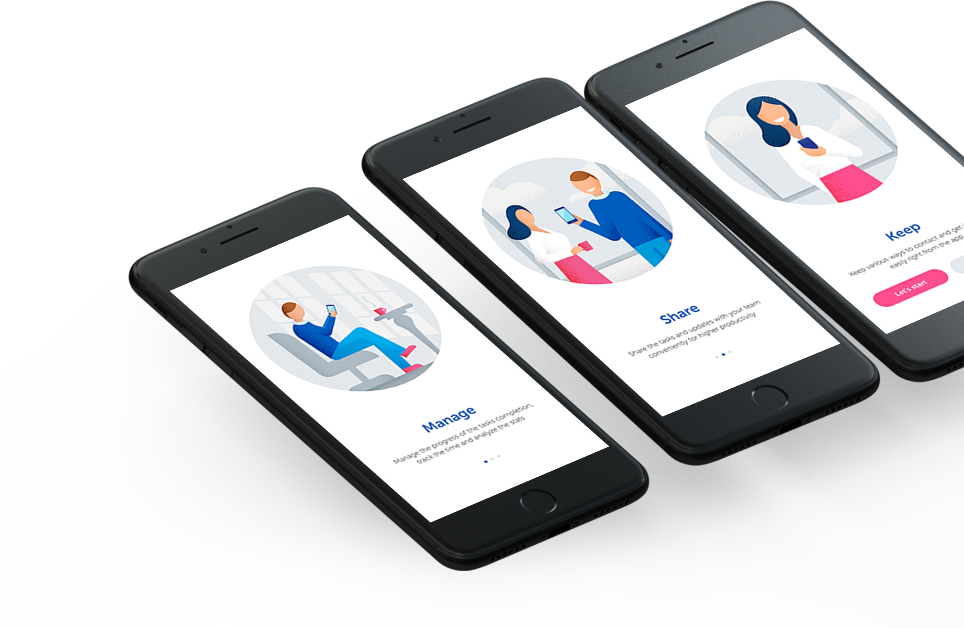 Manage
Manage the progress of the tasks completion,
track the time and analyze the stats
Share
Share the tasks and updates with your team
conveniently for higher productivity
Keep
Keep various ways to contact and get
easily right from the app
Let's start